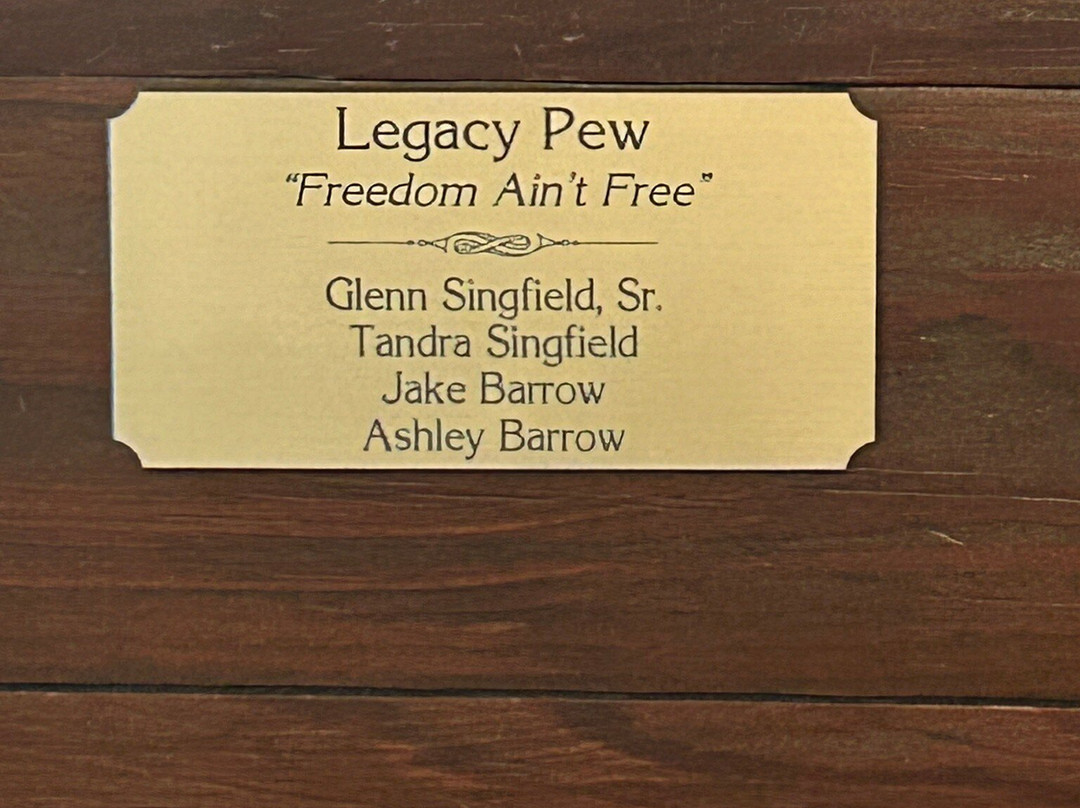 Legacy Pew
“Freedom Ain't Free”
Glenn Singfield, Sr.
Tandra Singfield
Jake Barrow
Ashley Barrow